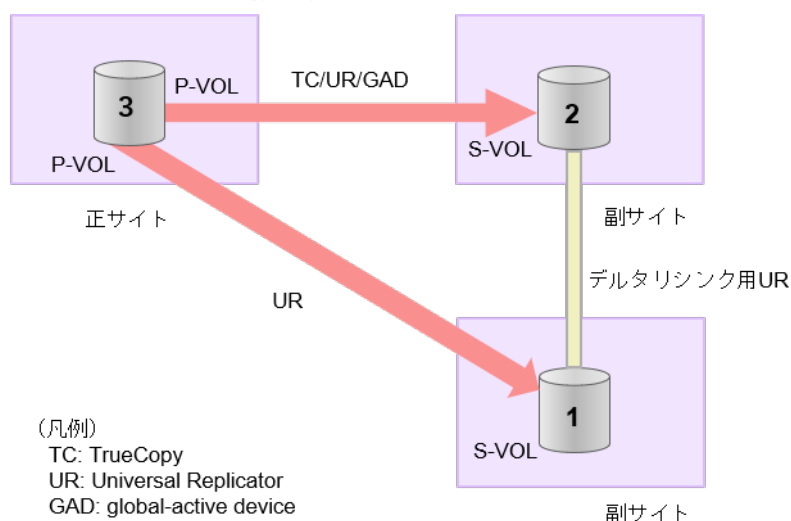 3
P-VOL
TC/UR/GAD
2
S-VOL
P-VOL
正サイト
副サイト
デルタリシンク用UR
UR
1
S-VOL
副サイト
(凡例)
TC: TrueCopy
UR: Universal Replicator
GAD: global-active device